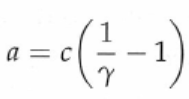 a = c(1/γ − 1)